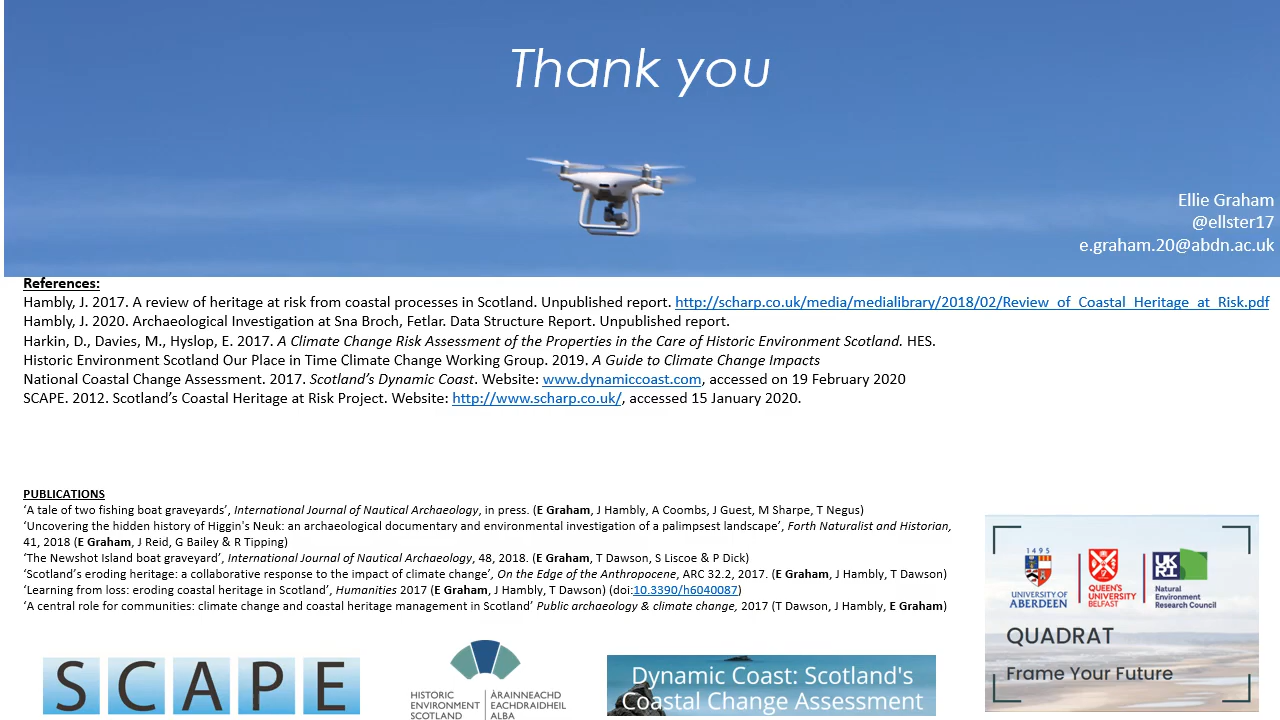 Thank you
Ellie Graham
@ellster17
e.graham.20@abdn.ac.uk
References:
Hambly, J. 2017. A review of heritage at risk from coastal processes in Scotland. Unpublished report. http://scharp.co.uk/media/medialibrary/2018/02/Review_of_Coastal_Heritage_at_Risk.pdf
Hambly, J. 2020. Archaeological Investigation at Sna Broch, Fetlar. Data Structure Report. Unpublished report.
Harkin, D., Davies, M., Hyslop, E. 2017. A Climate Change Risk Assessment of the Properties in the Care of Historic Environment Scotland. HES.
Historic Environment Scotland Our Place in Time Climate Change Working Group. 2019. A Guide to Climate Change Impacts
National Coastal Change Assessment. 2017. Scotland’s Dynamic Coast. Website: www.dynamiccoast.com, accessed on 19 February 2020
SCAPE. 2012. Scotland’s Coastal Heritage at Risk Project. Website: http://www.scharp.co.uk/, accessed 15 January 2020.
PUBLICATIONS
‘A tale of two fishing boat graveyards’, International Journal of Nautical Archaeology, in press. (E Graham, J Hambly, A Coombs, J Guest, M Sharpe, T Negus)
‘Uncovering the hidden history of Higgin's Neuk: an archaeological documentary and environmental investigation of a palimpsest landscape’, Forth Naturalist and Historian,
41, 2018 (E Graham, J Reid, G Bailey & R Tipping)
‘The Newshot Island boat graveyard’, International Journal of Nautical Archaeology, 48, 2018. (E Graham, T Dawson, S Liscoe & P Dick)
‘Scotland’s eroding heritage: a collaborative response to the impact of climate change’, On the Edge of the Anthropocene, ARC 32.2, 2017. (E Graham, J Hambly, T Dawson)
‘Learning from loss: eroding coastal heritage in Scotland’, Humanities 2017 (E Graham, J Hambly, T Dawson) (doi:10.3390/h6040087)
‘A central role for communities: climate change and coastal heritage management in Scotland’ Public archaeology & climate change, 2017 (T Dawson, J Hambly, E Graham)
SCAPE
HISTORIC
ENVIRONMENT
SCOTLAND
ÀRAINNEACHD
EACHDRAIDHEIL
ALBA
Dynamic Coast: Scotland's
Coastal Change Assessment
1495
UNIVERSITY OF
ABERDEEN
QUEEN'S
UNIVERSITY
BELFAST
UKRI
Natural
Environment
Research Council
QUADRAT
Frame Your Future